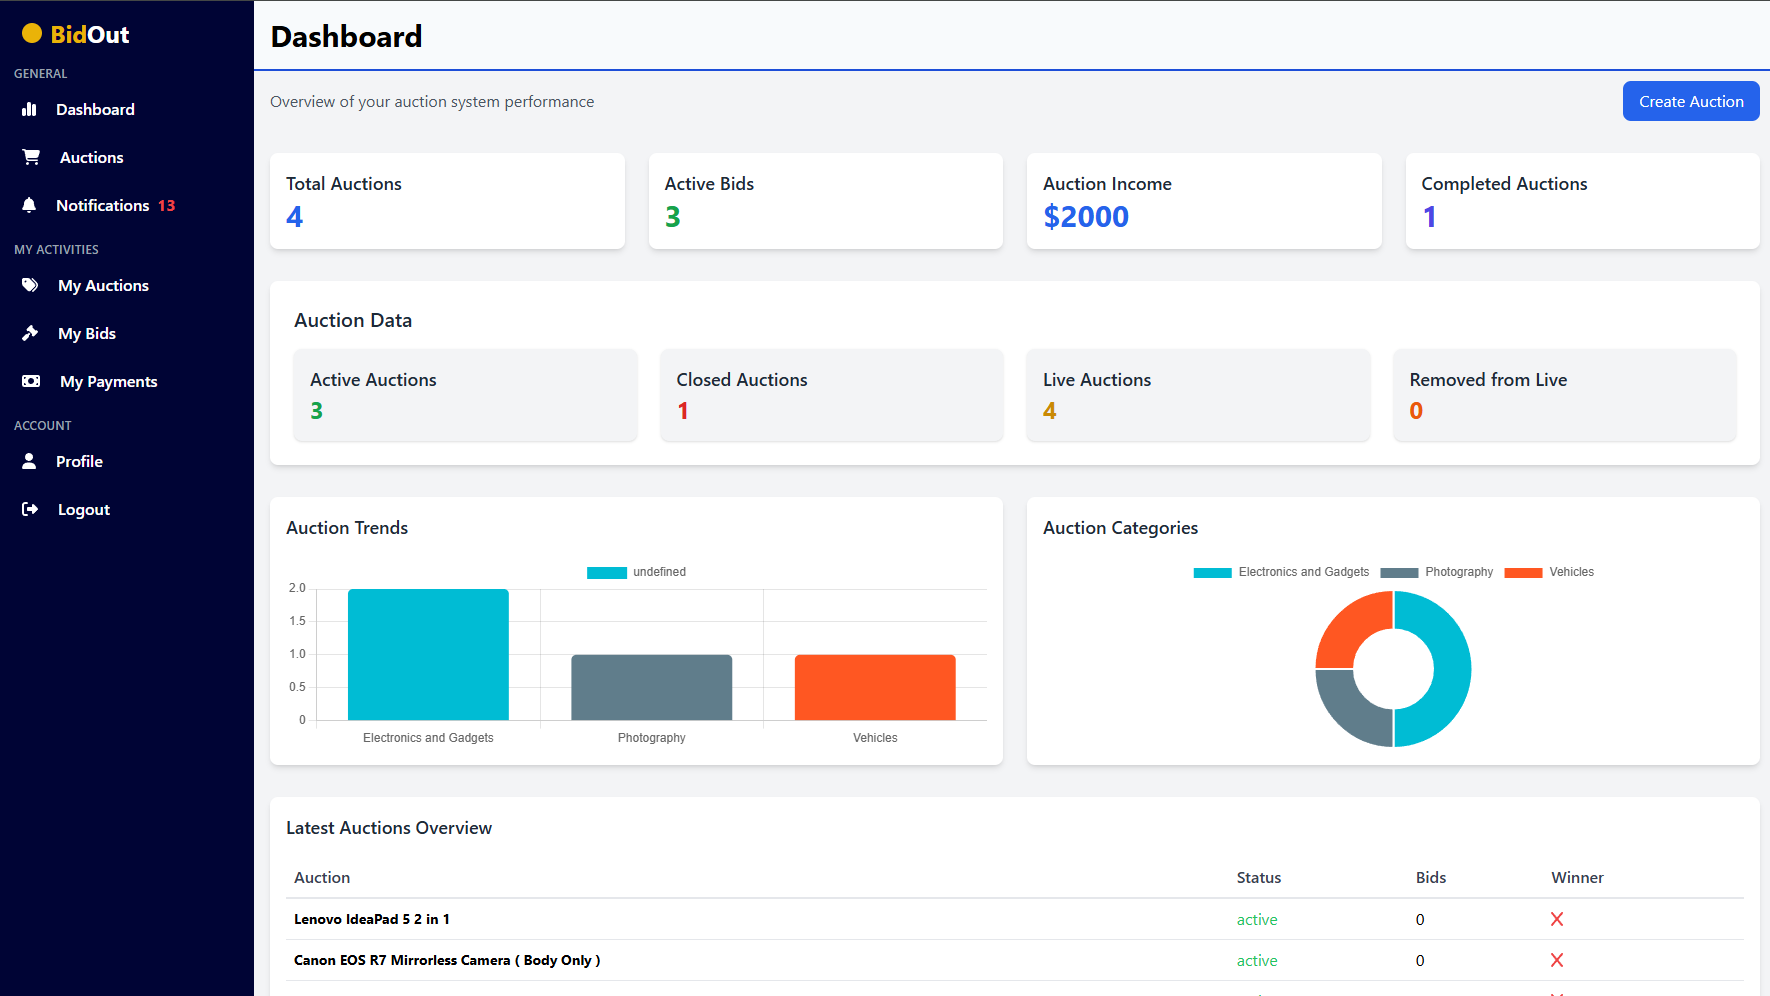 BidOut
GENERAL
Dashboard
Auctions
Notifications 13
MY ACTIVITIES
My Auctions
My Bids
My Payments
ACCOUNT
Profile
Logout
Dashboard
Overview of your auction system performance
Create Auction
Total Auctions
4
Active Bids
3
Auction Income
$2000
Completed Auctions
1
Auction Data
Active Auctions
3
Closed Auctions
1
Live Auctions
4
Removed from Live
0
Auction Trends
undefined
2.0
1.5
1.0
0.5
0
Electronics and Gadgets Photography Vehicles
Auction Categories
Electronics and Gadgets Photography Vehicles
Latest Auctions Overview
Auction Status Bids Winner
Lenovo IdeaPad 5 2 in 1 active 0
Canon EOS R7 Mirrorless Camera ( Body Only ) active 0